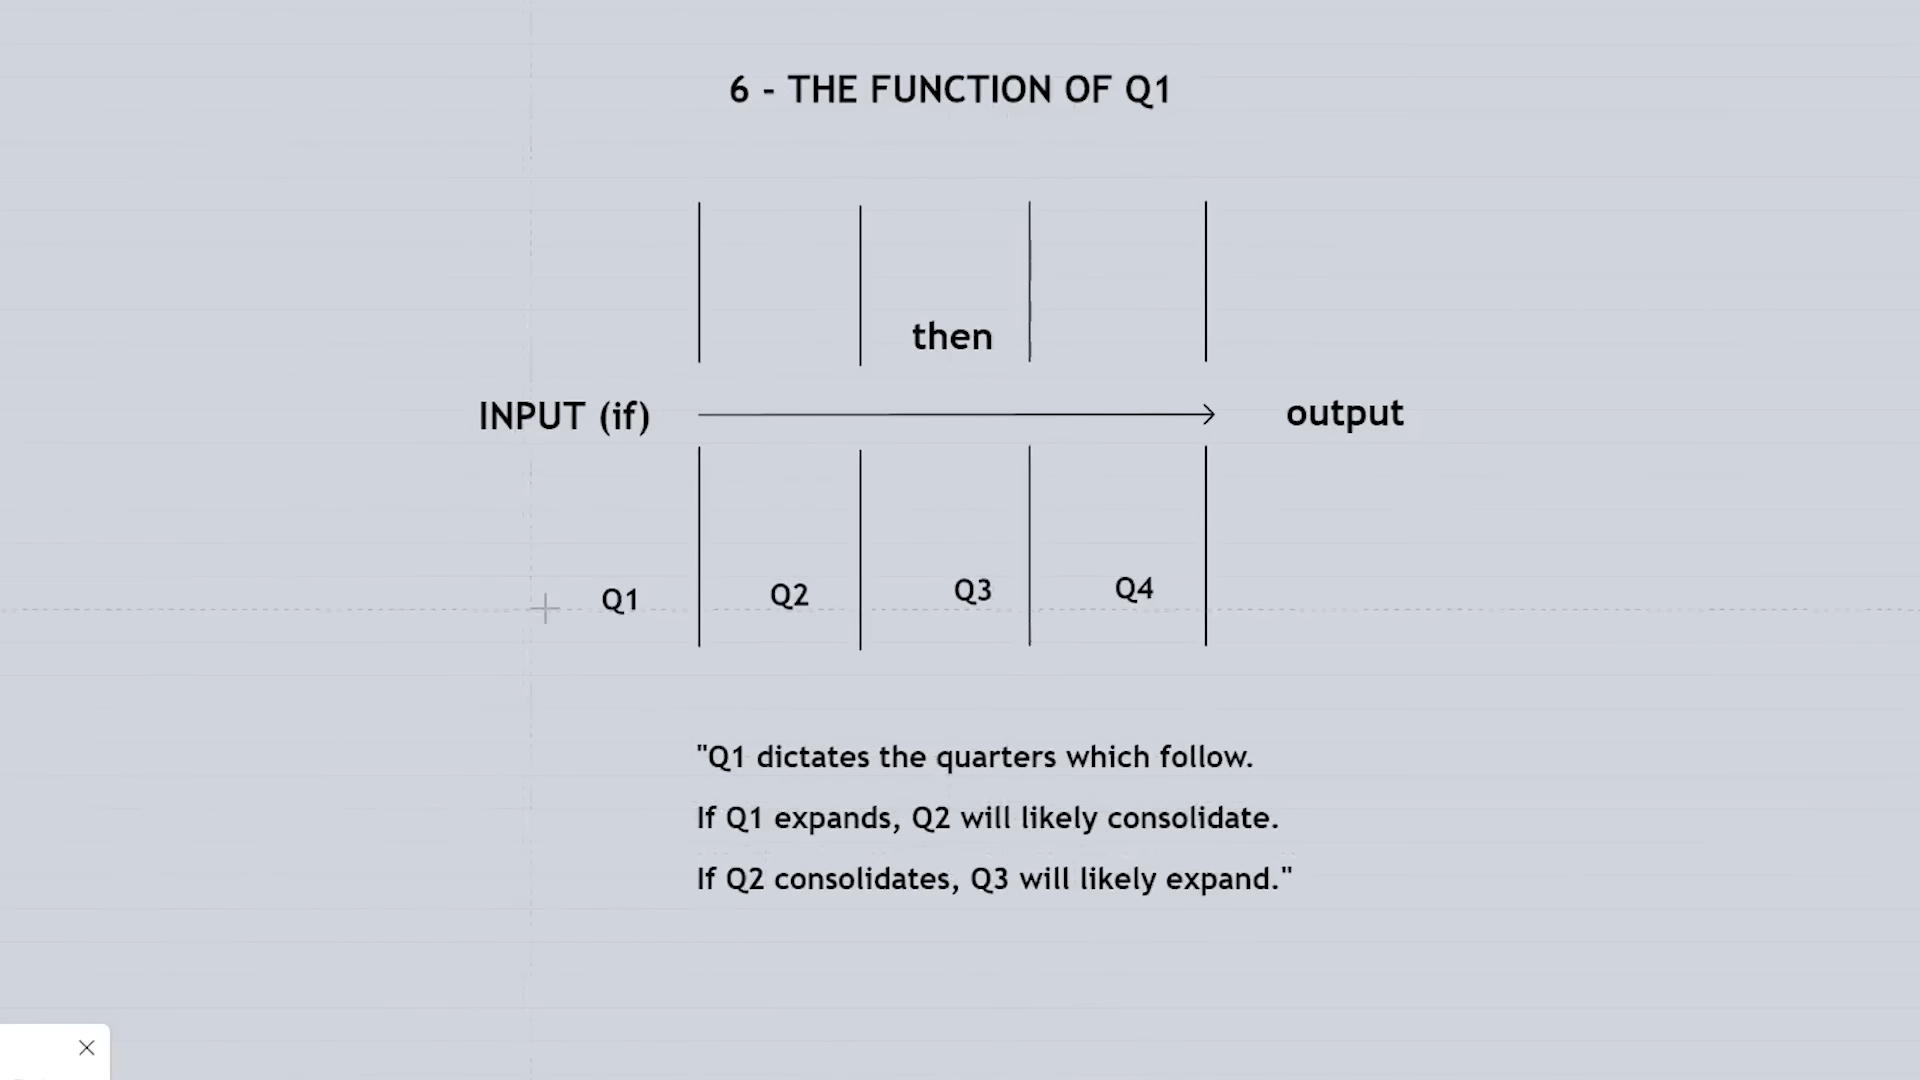 6 - THE FUNCTION OF Q1
then
INPUT (if)
output
Q1 Q2 Q3 Q4
"Q1 dictates the quarters which follow.
If Q1 expands, Q2 will likely consolidate.
If Q2 consolidates, Q3 will likely expand."